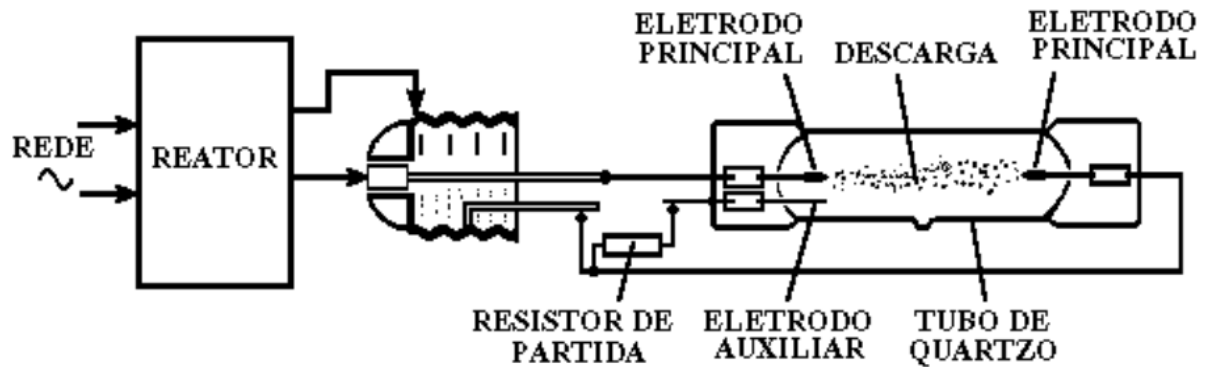 ELETRODO
PRINCIPAL
DESCARGA
ELETRODO
PRINCIPAL
REDE
REATOR
RESISTOR DE
PARTIDA
ELETRODO
AUXILIAR
TUBO DE
QUARTZO